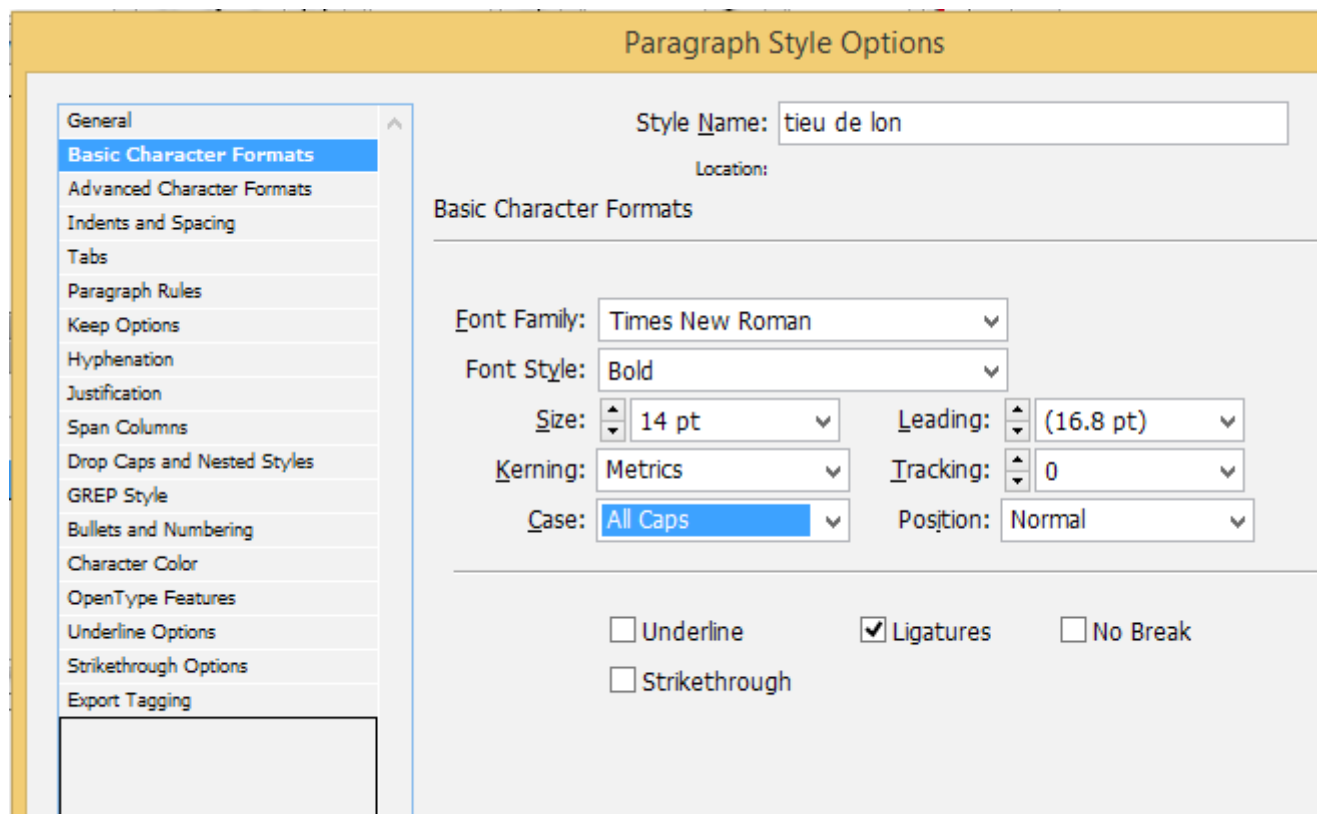 Paragraph Style Options
General
Basic Character Formats
Advanced Character Formats
Indents and Spacing
Tabs
Paragraph Rules
Keep Options
Hyphenation
Justification
Span Columns
Drop Caps and Nested Styles
GREP Style
Bullets and Numbering
Character Color
OpenType Features
Underline Options
Strikethrough Options
Export Tagging
Style Name: tieu de lon
Location:
Basic Character Formats
Font Family: Times New Roman
Font Style: Bold
Size: 14 pt Leading: (16.8 pt)
Kerning: Metrics Tracking: 0
Case: All Caps Position: Normal
Underline Ligatures No Break
Strikethrough